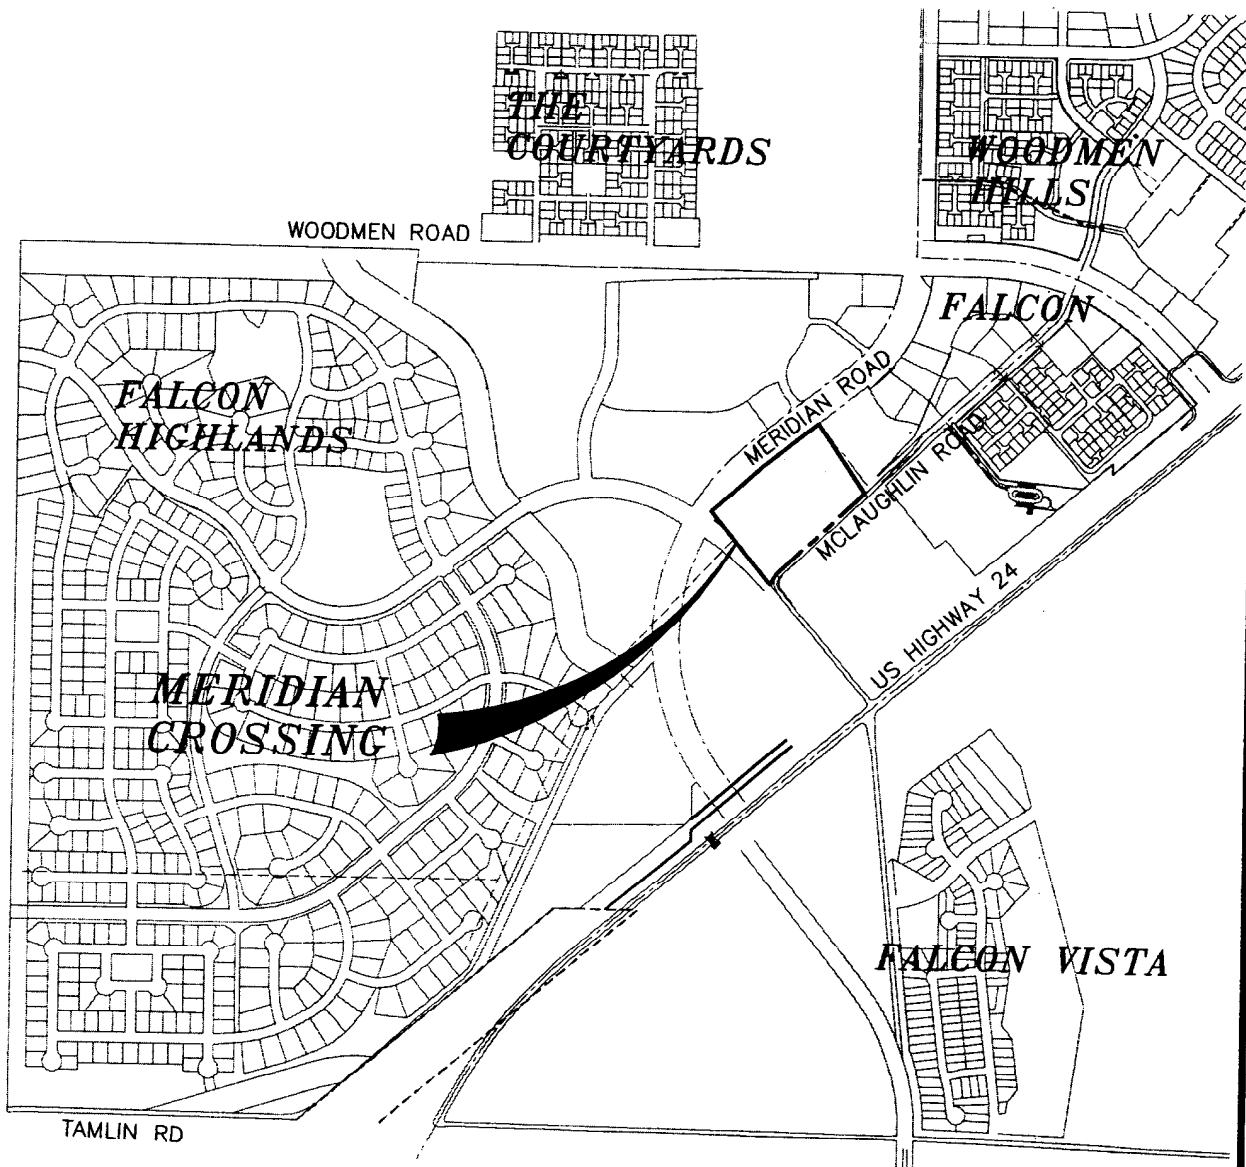 THE
COURTYARDS
WOODMEN
HILLS
WOODMEN ROAD
FALCON
FALCON
HIGHLANDS
MERIDIAN ROAD
MCLAUGHLIN ROAD
US HIGHWAY 24
MERIDIAN
CROSSING
FALCON VISTA
TAMLIN RD